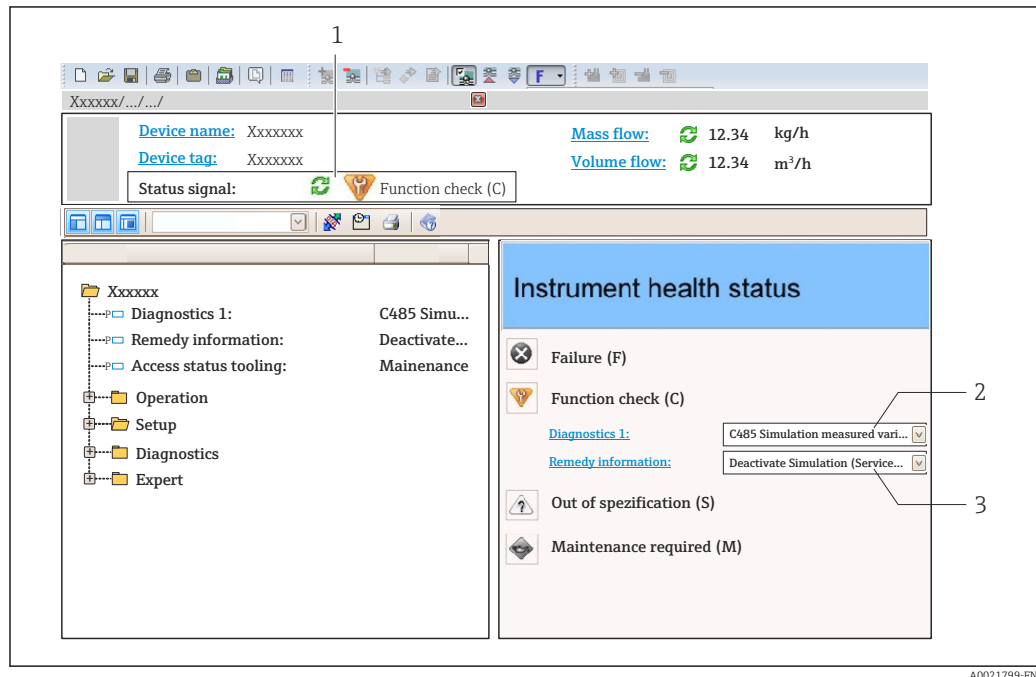 1
F
Xxxxxx/.../.../
Device name: Xxxxxxx
Mass flow: 12.34 kg/h
Device tag: Xxxxxxx
Volume flow: 12.34 m³/h
Status signal: Function check (C)
Xxxxxx
Diagnostics 1: C485 Simu...
Remedy information: Deactivate...
Access status tooling: Mainenance
Operation
Setup
Diagnostics
Expert
Instrument health status
Failure (F)
Function check (C)
2
Diagnostics 1: C485 Simulation measured vari...
Remedy information: Deactivate Simulation (Service...
Out of spezification (S)
3
Maintenance required (M)
A0021799-EN